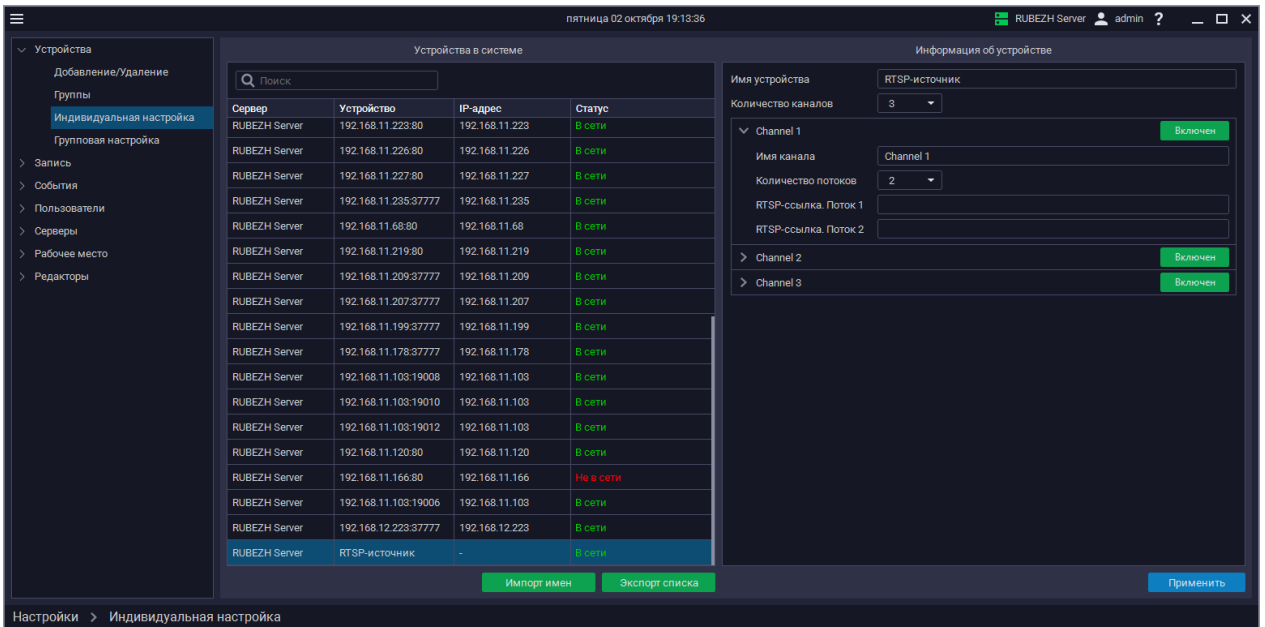 пятница 02 октября 19:13:36
RUBEZH Server admin ?
Устройства
Добавление/Удаление
Группы
Индивидуальная настройка
Групповая настройка
Запись
События
Пользователи
Серверы
Рабочее место
Редакторы
Устройства в системе
Поиск
Сервер Устройство IP-адрес Статус
RUBEZH Server 192.168.11.223:80 192.168.11.223 В сети
RUBEZH Server 192.168.11.226:80 192.168.11.226 В сети
RUBEZH Server 192.168.11.227:80 192.168.11.227 В сети
RUBEZH Server 192.168.11.235:37777 192.168.11.235 В сети
RUBEZH Server 192.168.11.68:80 192.168.11.68 В сети
RUBEZH Server 192.168.11.219:80 192.168.11.219 В сети
RUBEZH Server 192.168.11.209:37777 192.168.11.209 В сети
RUBEZH Server 192.168.11.207:37777 192.168.11.207 В сети
RUBEZH Server 192.168.11.199:37777 192.168.11.199 В сети
RUBEZH Server 192.168.11.178:37777 192.168.11.178 В сети
RUBEZH Server 192.168.11.103:19008 192.168.11.103 В сети
RUBEZH Server 192.168.11.103:19010 192.168.11.103 В сети
RUBEZH Server 192.168.11.103:19012 192.168.11.103 В сети
RUBEZH Server 192.168.11.120:80 192.168.11.120 В сети
RUBEZH Server 192.168.11.166:80 192.168.11.166 Не в сети
RUBEZH Server 192.168.11.103:19006 192.168.11.103 В сети
RUBEZH Server 192.168.12.223:37777 192.168.12.223 В сети
RUBEZH Server RTSP-источник - В сети
Импорт имен Экспорт списка
Информация об устройстве
Имя устройства RTSP-источник
Количество каналов 3
Channel 1 Включен
Имя канала Channel 1
Количество потоков 2
RTSP-ссылка. Поток 1
RTSP-ссылка. Поток 2
Channel 2 Включен
Channel 3 Включен
Применить
Настройки > Индивидуальная настройка